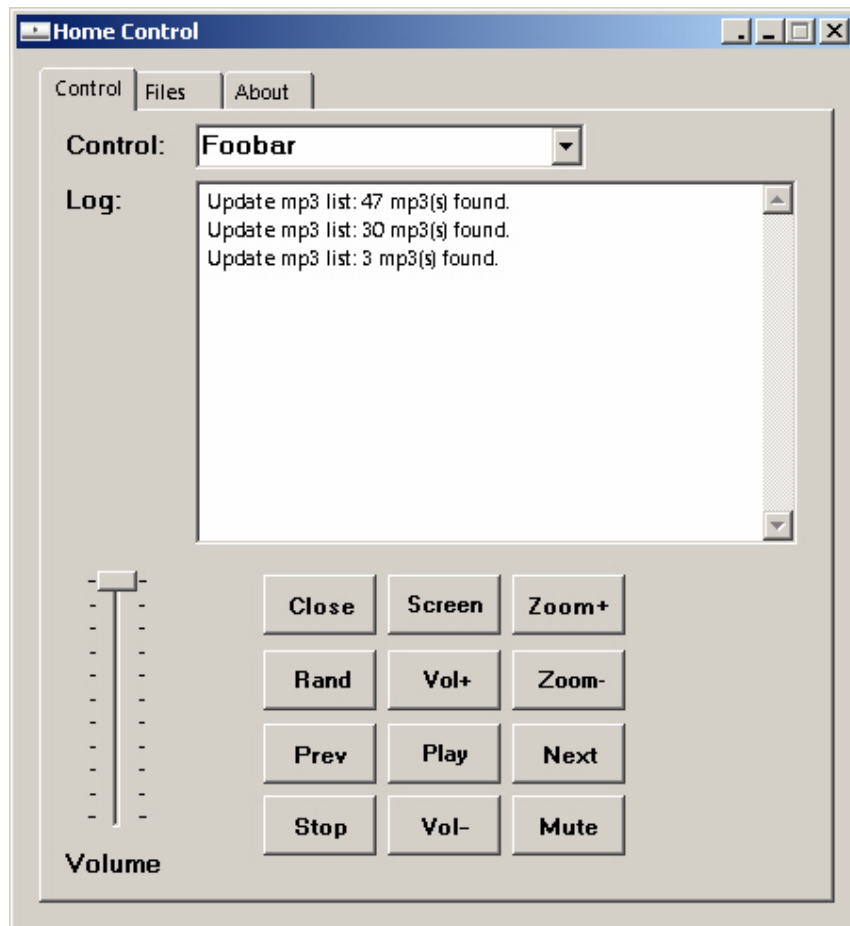 Home Control
Control Files About
Control: Foobar
Log:
Update mp3 list: 47 mp3(s) found.
Update mp3 list: 30 mp3(s) found.
Update mp3 list: 3 mp3(s) found.
Close Screen Zoom+
Rand Vol+ Zoom-
Prev Play Next
Stop Vol- Mute
Volume